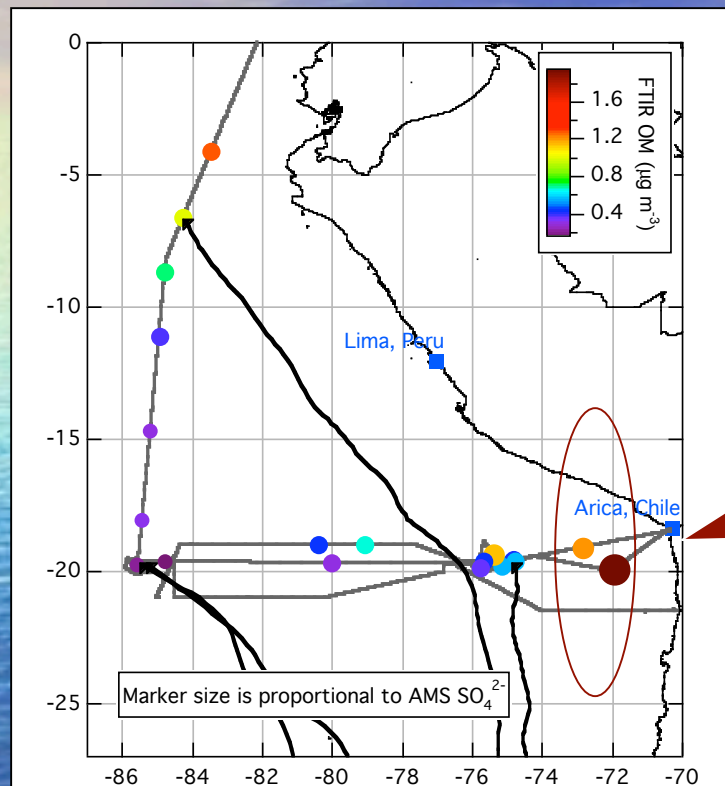 0
-5
-10
-15
-20
-25
-86 -84 -82 -80 -78 -76 -74 -72 -70
1.6
1.2
0.8
0.4
FTIR OM (µg m⁻³)
Lima, Peru
Arica, Chile
Marker size is proportional to AMS SO₄²⁻